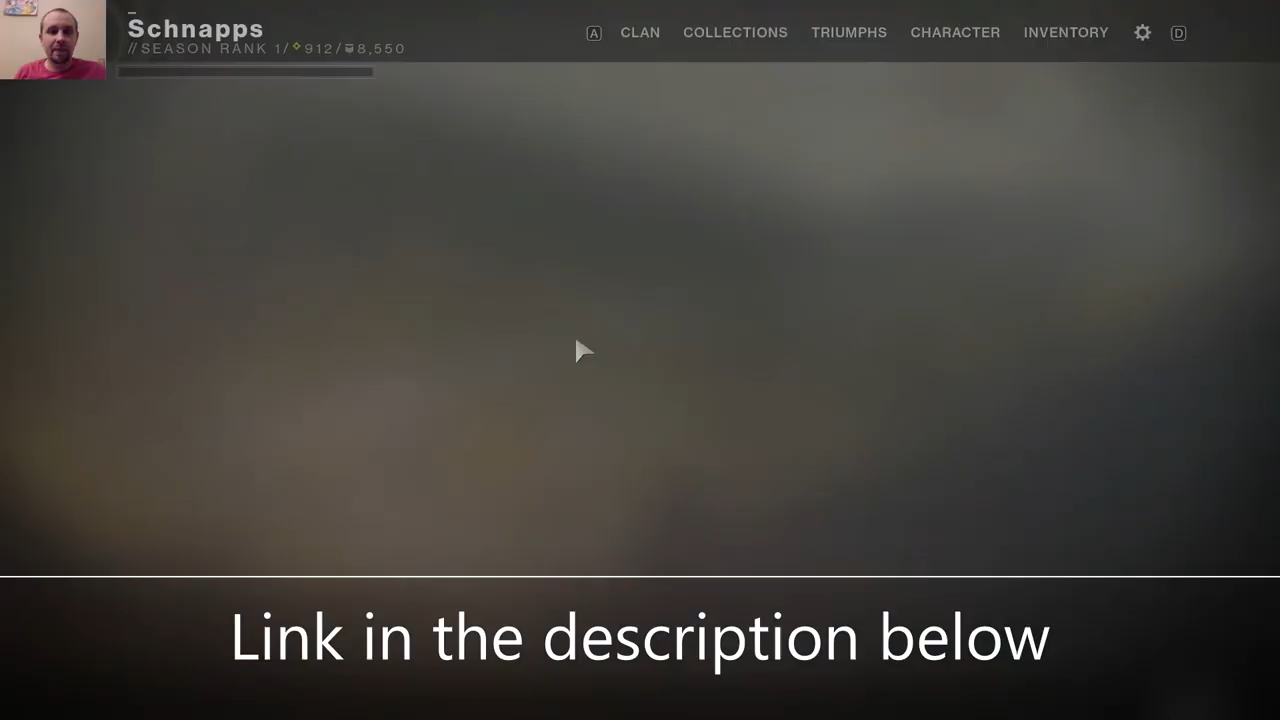 Schnapps
//SEASON RANK 1/912/8,550
A CLAN COLLECTIONS TRIUMPHS CHARACTER INVENTORY D
Link in the description below